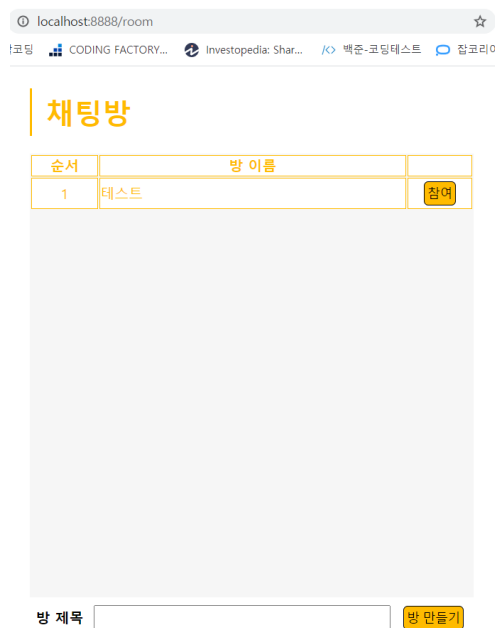 localhost:8888/room
코딩 CODING FACTORY... Investopedia: Shar... 백준-코딩테스트 잡코리아
채팅방
순서 방 이름
1 테스트 참여
방 제목 방 만들기